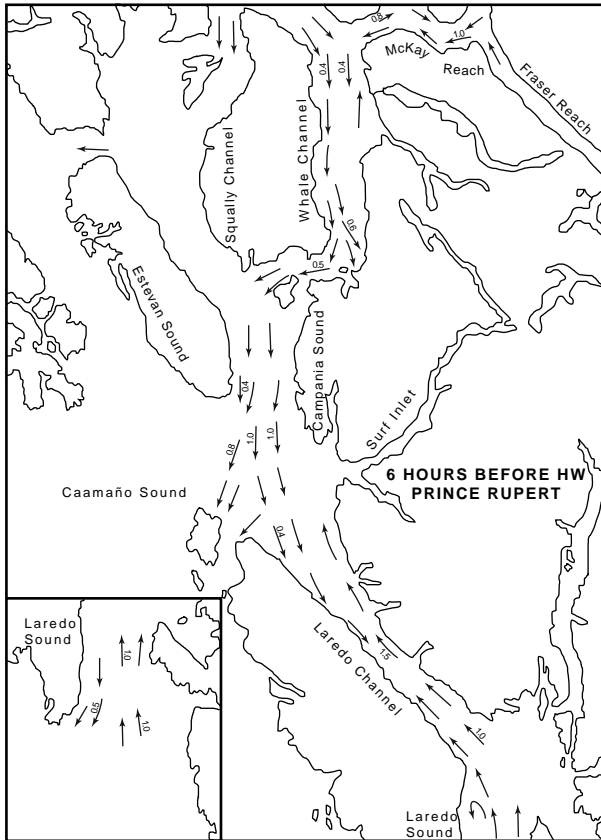 0.8
1.0
McKay
Reach
Fraser Reach
0.4
0.4
Squally Channel
Whale Channel
0.6
0.5
Estevan Sound
Campania Sound
0.4
1.0
1.0
0.8
Surf Inlet
6 HOURS BEFORE HW
PRINCE RUPERT
Caamaño Sound
0.4
Laredo Channel
1.5
1.0
Laredo
Sound
1.0
0.5
1.0
Laredo
Sound